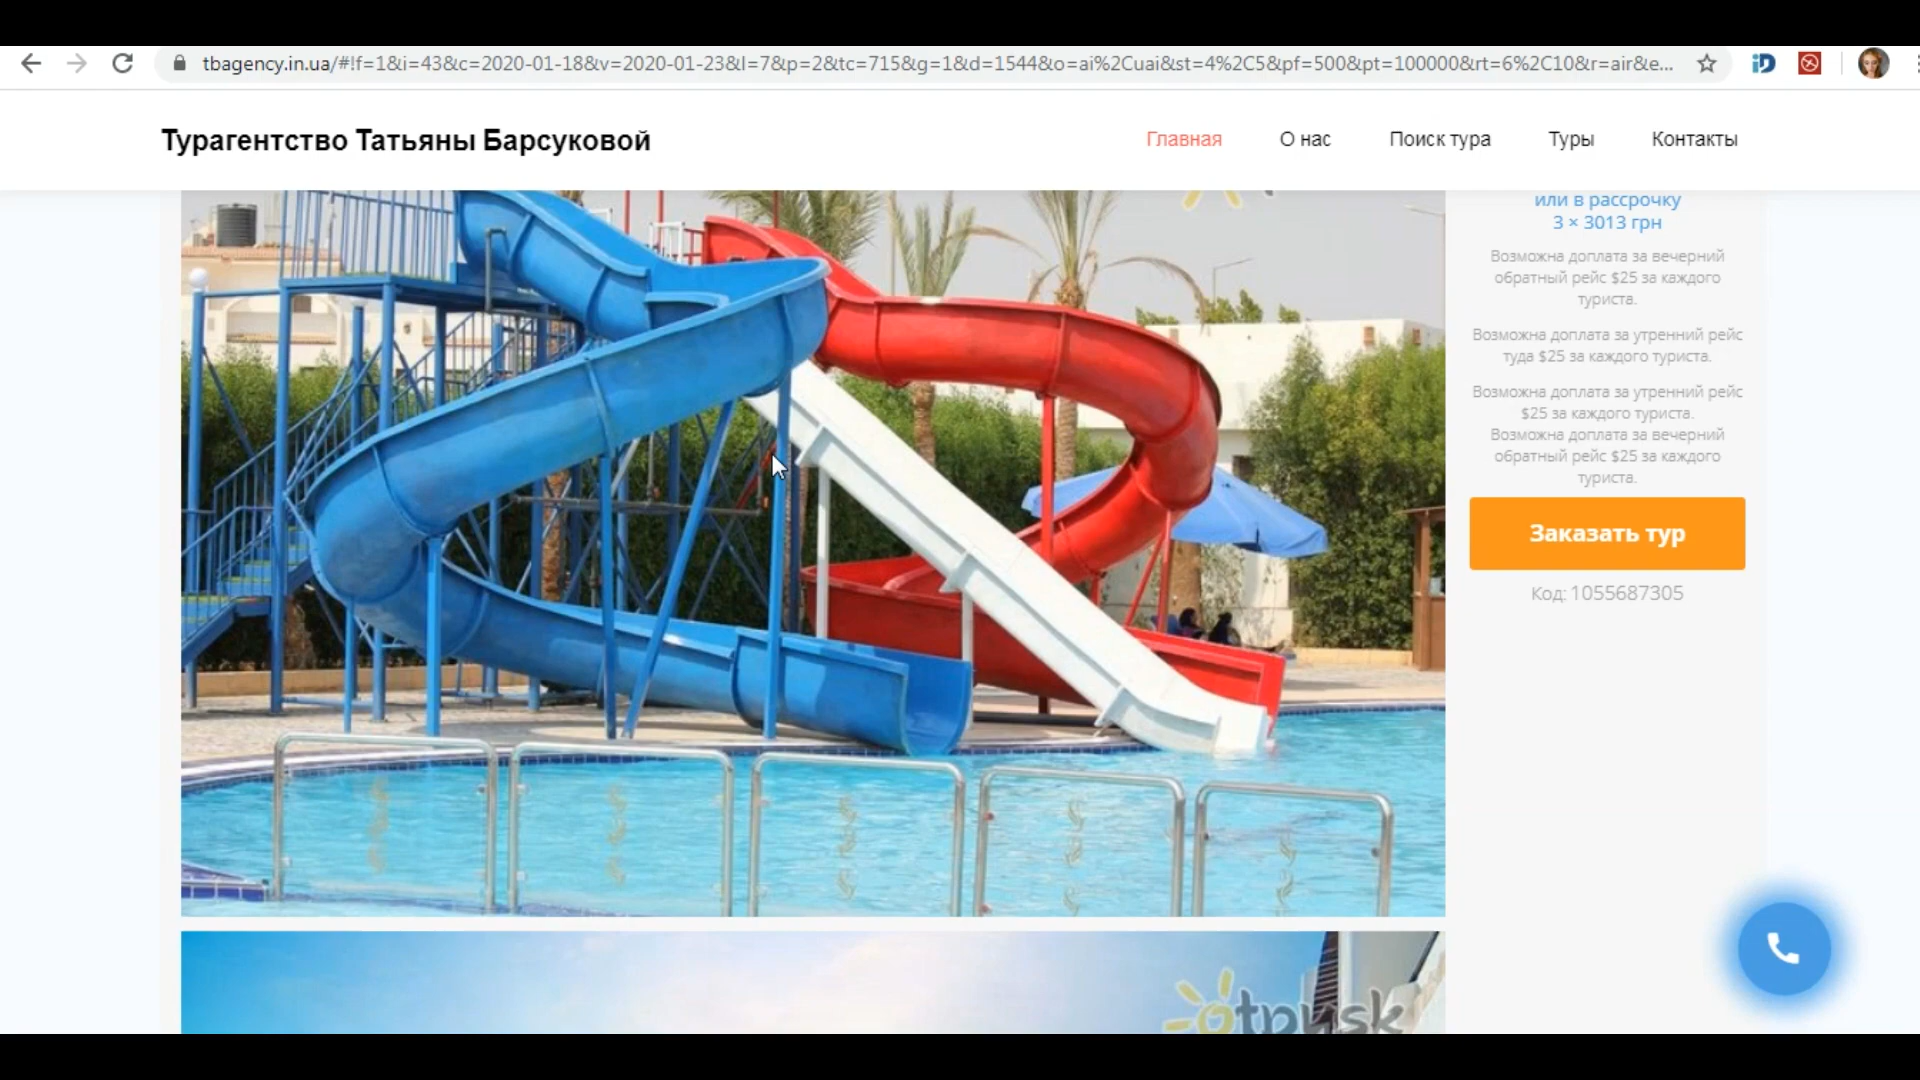 tbagency.in.ua/#!f=1&i=43&c=2020-01-18&v=2020-01-23&l=7&p=2&tc=715&g=1&d=1544&o=ai%2Cuai&st=4%2C5&pf=500&pt=100000&rt=6%2C10&r=air&e...
Турагентство Татьяны Барсуковой
Главная
О нас
Поиск тура
Туры
Контакты
или в рассрочку
3 × 3013 грн
Возможна доплата за вечерний
обратный рейс $25 за каждого
туриста.
Возможна доплата за утренний рейс
туда $25 за каждого туриста.
Возможна доплата за утренний рейс
$25 за каждого туриста.
Возможна доплата за вечерний
обратный рейс $25 за каждого
туриста.
Заказать тур
Код: 1055687305
otpusk